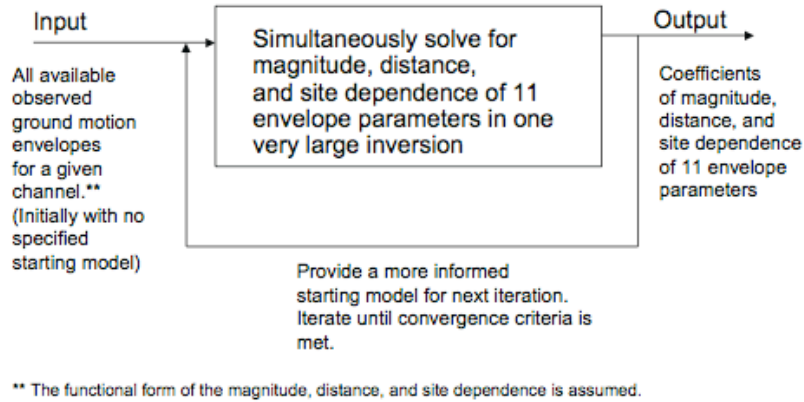 Input
Output
All available
observed
ground motion
envelopes
for a given
channel.**
(Initially with no
specified
starting model)
Simultaneously solve for
magnitude, distance,
and site dependence of 11
envelope parameters in one
very large inversion
Coefficients
of magnitude,
distance, and
site dependence
of 11 envelope
parameters
Provide a more informed
starting model for next iteration.
Iterate until convergence criteria is
met.
** The functional form of the magnitude, distance, and site dependence is assumed.